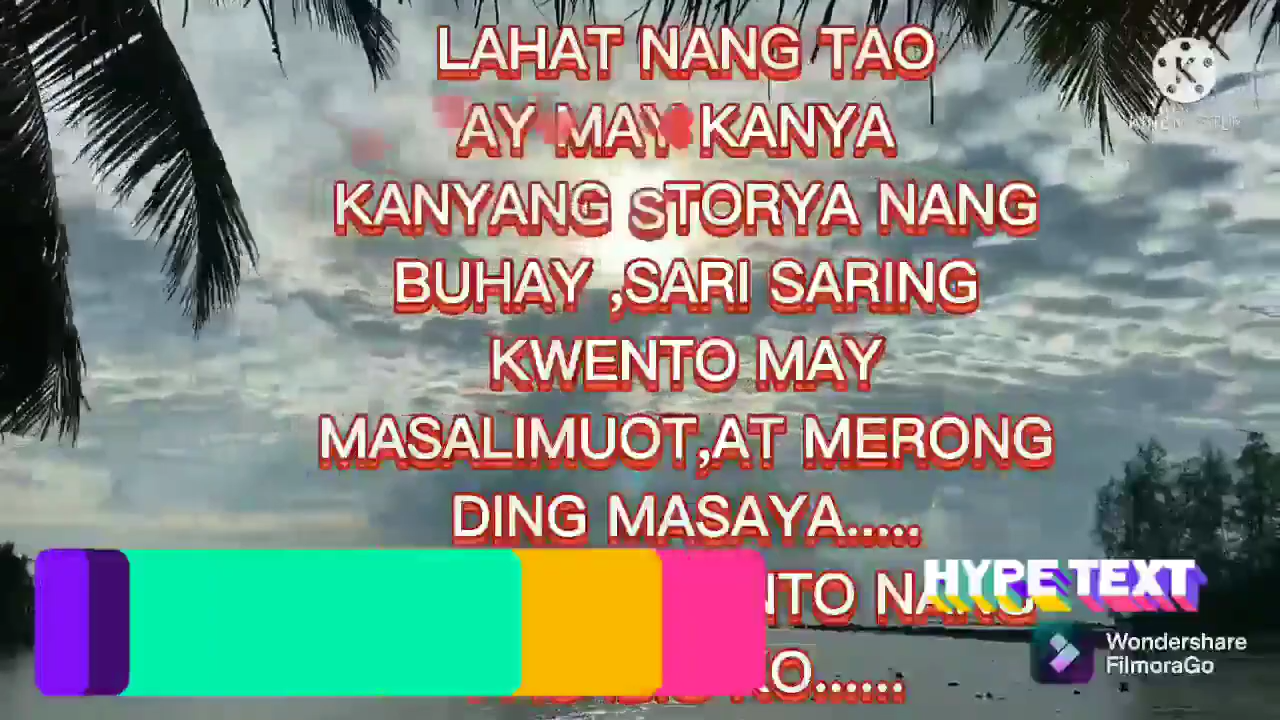 LAHAT NANG TAO
AY MAY KANYA
KANYANG STORYA NANG
BUHAY ,SARI SARING
KWENTO MAY
MASALIMUOT,AT MERONG
DING MASAYA.....
HYPE TEXT
Wondershare
FilmoraGo